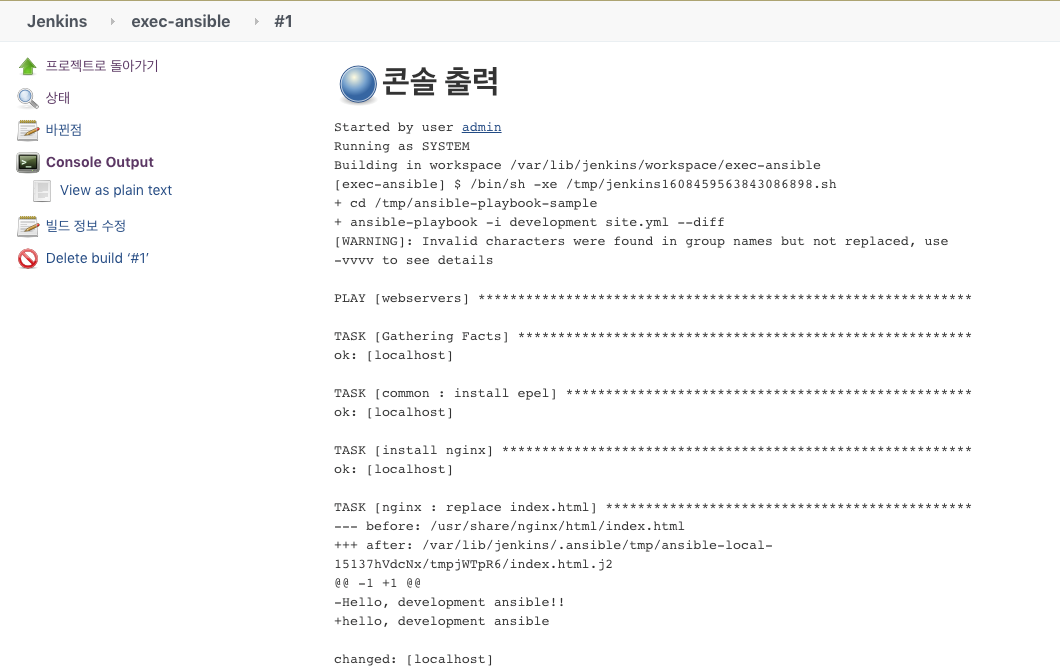 Jenkins exec-ansible #1
프로젝트로 돌아가기
상태
바뀐점
Console Output
View as plain text
빌드 정보 수정
Delete build ‘#1’
콘솔 출력
Started by user admin
Running as SYSTEM
Building in workspace /var/lib/jenkins/workspace/exec-ansible
[exec-ansible] $ /bin/sh -xe /tmp/jenkins1608459563843086898.sh
+ cd /tmp/ansible-playbook-sample
+ ansible-playbook -i development site.yml --diff
[WARNING]: Invalid characters were found in group names but not replaced, use
-vvvv to see details
PLAY [webservers] **************************************************************
TASK [Gathering Facts] *********************************************************
ok: [localhost]
TASK [common : install epel] ***************************************************
ok: [localhost]
TASK [install nginx] ***********************************************************
ok: [localhost]
TASK [nginx : replace index.html] **********************************************
--- before: /usr/share/nginx/html/index.html
+++ after: /var/lib/jenkins/.ansible/tmp/ansible-local-
15137hVdcNx/tmpjWTpR6/index.html.j2
@@ -1 +1 @@
-Hello, development ansible!!
+hello, development ansible
changed: [localhost]